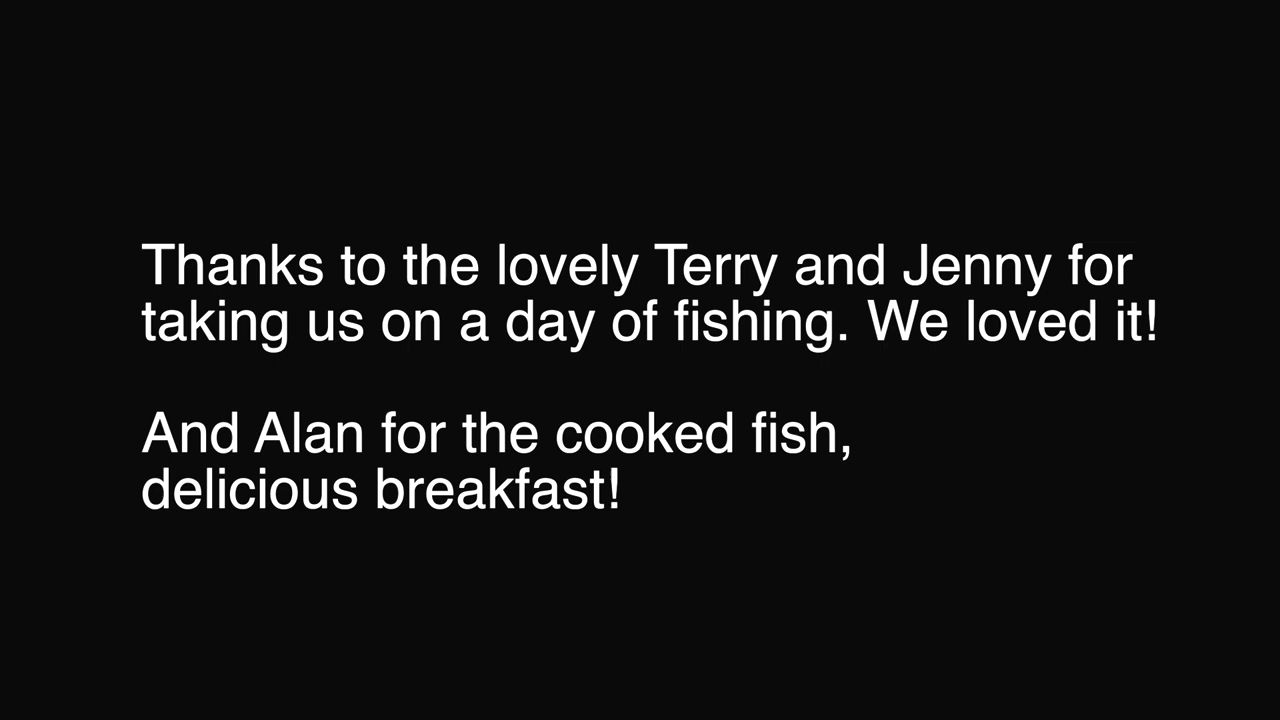 Thanks to the lovely Terry and Jenny for
taking us on a day of fishing. We loved it!
And Alan for the cooked fish,
delicious breakfast!